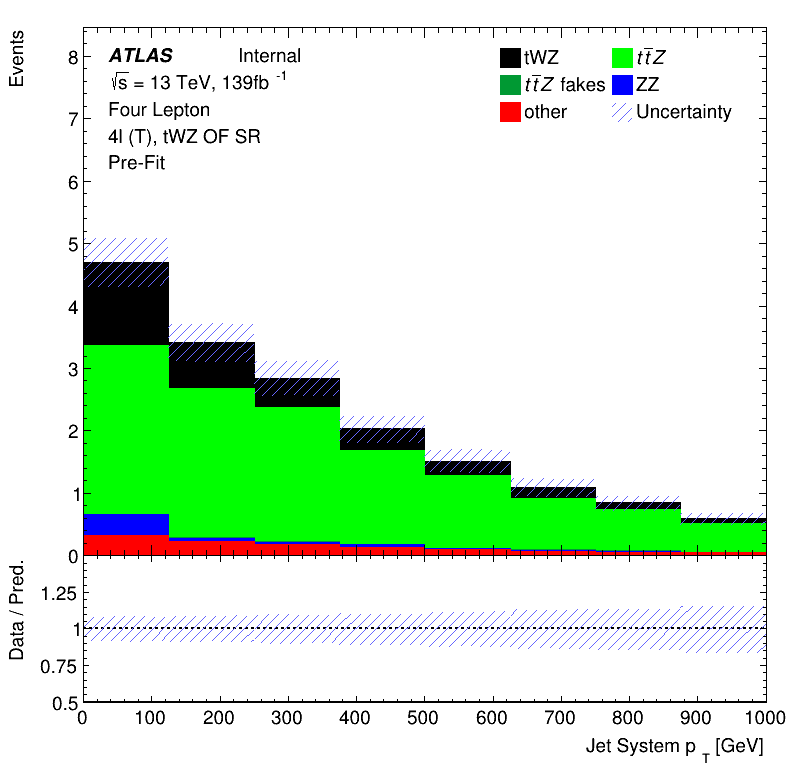 Events
ATLAS Internal
√s = 13 TeV, 139fb⁻¹
Four Lepton
4l (T), tWZ OF SR
Pre-Fit
tWZ
tt̄Z
tt̄Z fakes
ZZ
other
Uncertainty
8
7
6
5
4
3
2
1
0
Data / Pred.
1.25
1
0.75
0.5
0 100 200 300 400 500 600 700 800 900 1000
Jet System p_T [GeV]